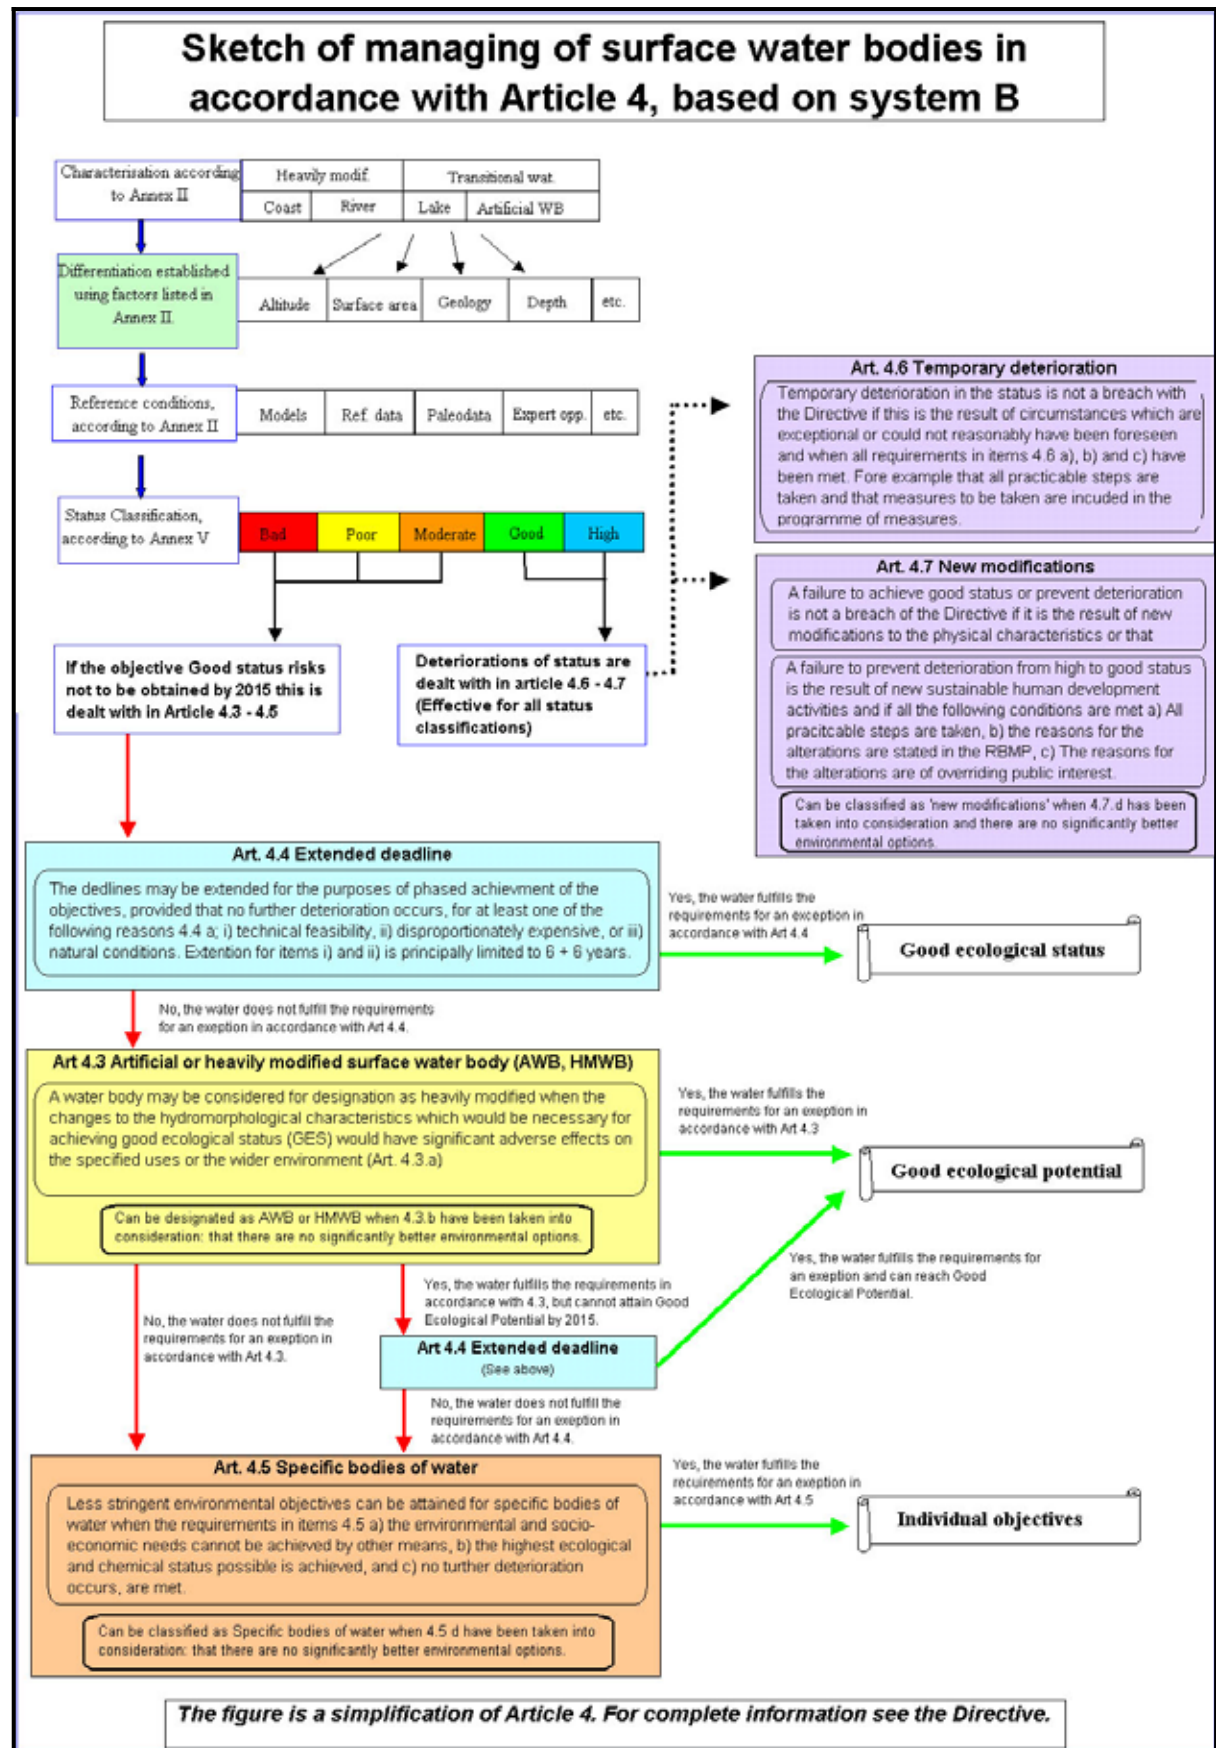 Sketch of managing of surface water bodies in
accordance with Article 4, based on system B
Characterisation according
to Annex II
Heavily modif.
Transitional wat.
Coast
River
Lake
Artificial WB
Differentiation established
using factors listed in
Annex II.
Altitude
Surface area
Geology
Depth
etc.
Reference conditions,
according to Annex II
Models
Ref. data
Paleodata
Expert opp.
etc.
Status Classification,
according to Annex V
Bad
Poor
Moderate
Good
High
Art. 4.6 Temporary deterioration
Temporary deterioration in the status is not a breach with
the Directive if this is the result of circumstances which are
exceptional or could not reasonably have been foreseen
and when all requirements in items 4.6 a), b) and c) have
been met. Fore example that all practicable steps are
taken and that measures to be taken are incuded in the
programme of measures.
Art. 4.7 New modifications
A failure to achieve good status or prevent deterioration
is not a breach of the Directive if it is the result of new
modifications to the physical characteristics or that
A failure to prevent deterioration from high to good status
is the result of new sustainable human development
activities and if all the following conditions are met a) All
pracitcable steps are taken, b) the reasons for the
alterations are stated in the RBMP, c) The reasons for
the alterations are of overriding public interest.
Can be classified as 'new modifications' when 4.7.d has been
taken into consideration and there are no significantly better
environmental options.
If the objective Good status risks
not to be obtained by 2015 this is
dealt with in Article 4.3 - 4.5
Deteriorations of status are
dealt with in article 4.6 - 4.7
(Effective for all status
classifications)
Art. 4.4 Extended deadline
The dedlines may be extended for the purposes of phased achievment of the
objectives, provided that no further deterioration occurs, for at least one of the
following reasons 4.4 a; i) technical feasibility, ii) disproportionately expensive, or iii)
natural conditions. Extention for items i) and ii) is principally limited to 6 + 6 years.
Yes, the water fulfills the
requirements for an exception in
accordance with Art 4.4
Good ecological status
No, the water does not fulfill the requirements
for an exeption in accordance with Art 4.4.
Art 4.3 Artificial or heavily modified surface water body (AWB, HMWB)
A water body may be considered for designation as heavily modified when the
changes to the hydromorphological characteristics which would be necessary for
achieving good ecological status (GES) would have significant adverse effects on
the specified uses or the wider environment (Art. 4.3.a)
Can be designated as AWB or HMWB when 4.3.b have been taken into
consideration: that there are no significantly better environmental options.
Yes, the water fulfills the
requirements for an exeption in
accordance with Art 4.3
Good ecological potential
No, the water does not fulfill the
requirements for an exeption in
accordance with Art 4.3.
Yes, the water fulfills the requirements in
accordance with 4.3, but cannot attain Good
Ecological Potential by 2015.
Yes, the water fulfills the requirements for
an exeption and can reach Good
Ecological Potential.
Art 4.4 Extended deadline
(See above)
No, the water does not fulfill the
requirements for an exeption in
accordance with Art 4.4.
Art. 4.5 Specific bodies of water
Less stringent environmental objectives can be attained for specific bodies of
water when the requirements in items 4.5 a) the environmental and socio-
economic needs cannot be achieved by other means, b) the highest ecological
and chemical status possible is achieved, and c) no turther deterioration
occurs, are met.
Can be classified as Specific bodies of water when 4.5 d have been taken into
consideration: that there are no significantly better environmental options.
Yes, the water fulfills the
recuirements for an exeption in
accordance with Art 4.5
Individual objectives
The figure is a simplification of Article 4. For complete information see the Directive.